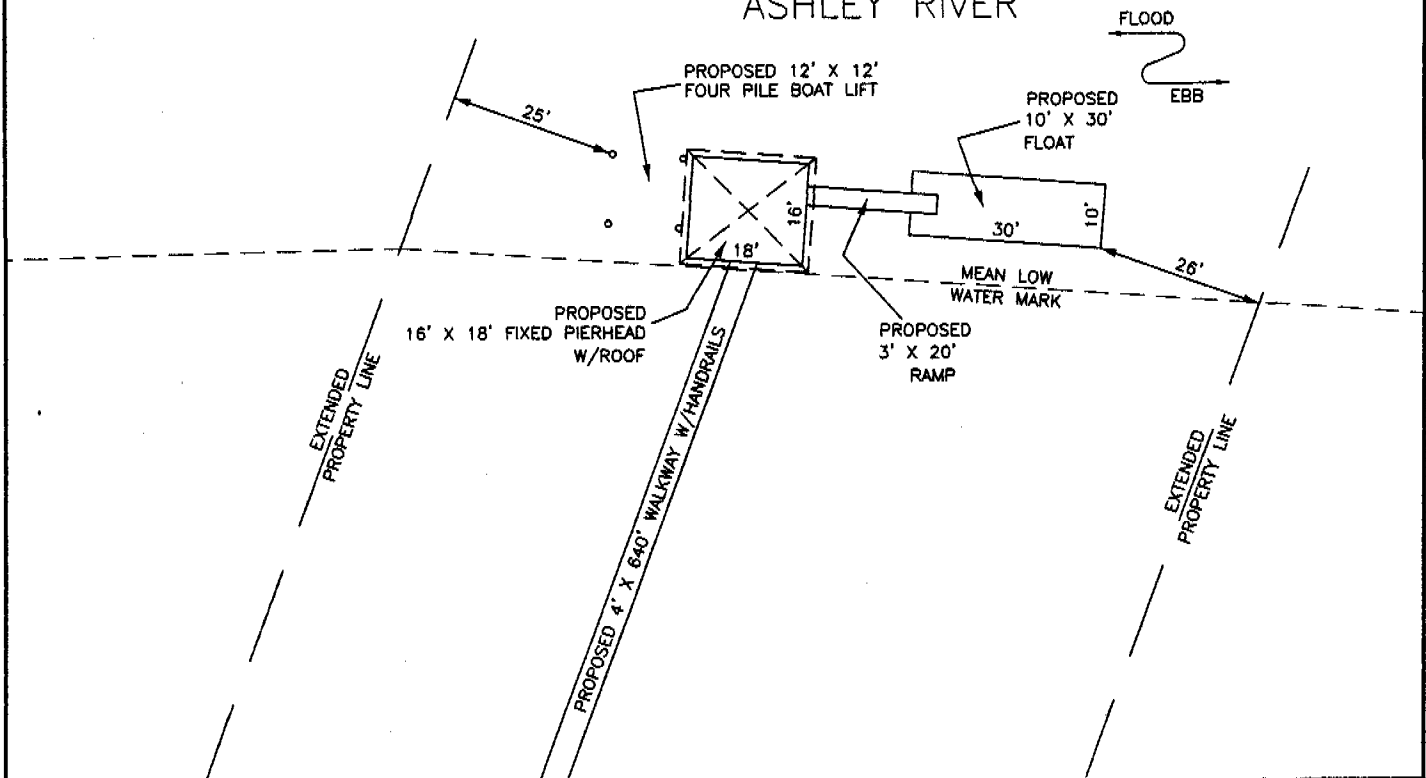 ASHLEY RIVER
FLOOD
EBB
PROPOSED 12' X 12'
FOUR PILE BOAT LIFT
25'
PROPOSED
10' X 30'
FLOAT
16'
18'
30'
10'
26'
MEAN LOW
WATER MARK
PROPOSED
16' X 18' FIXED PIERHEAD
W/ROOF
PROPOSED
3' X 20'
RAMP
EXTENDED
PROPERTY LINE
PROPOSED 4' X 640' WALKWAY W/HANDRAILS
EXTENDED
PROPERTY LINE